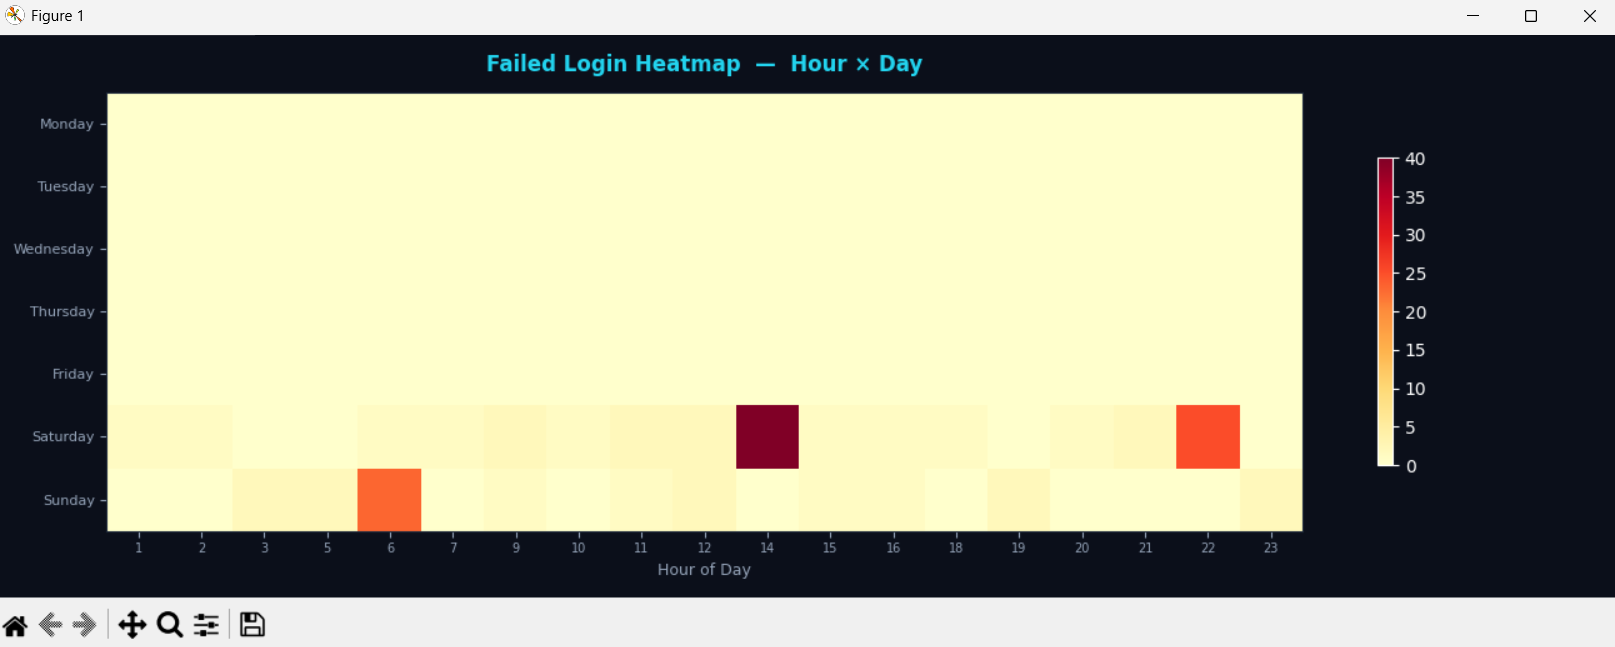 Figure 1
Failed Login Heatmap — Hour × Day
Monday
Tuesday
Wednesday
Thursday
Friday
Saturday
Sunday
1 2 3 5 6 7 9 10 11 12 14 15 16 18 19 20 21 22 23
Hour of Day
40
35
30
25
20
15
10
5
0